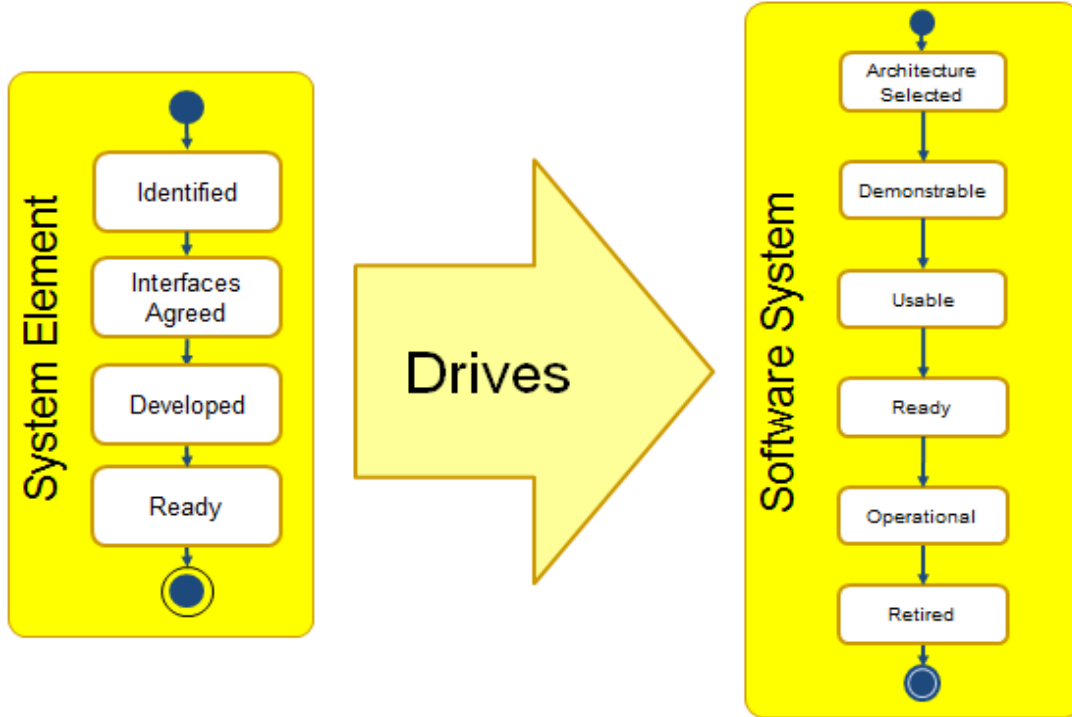 System Element
Identified
Interfaces
Agreed
Developed
Ready
Drives
Software System
Architecture
Selected
Demonstrable
Usable
Ready
Operational
Retired